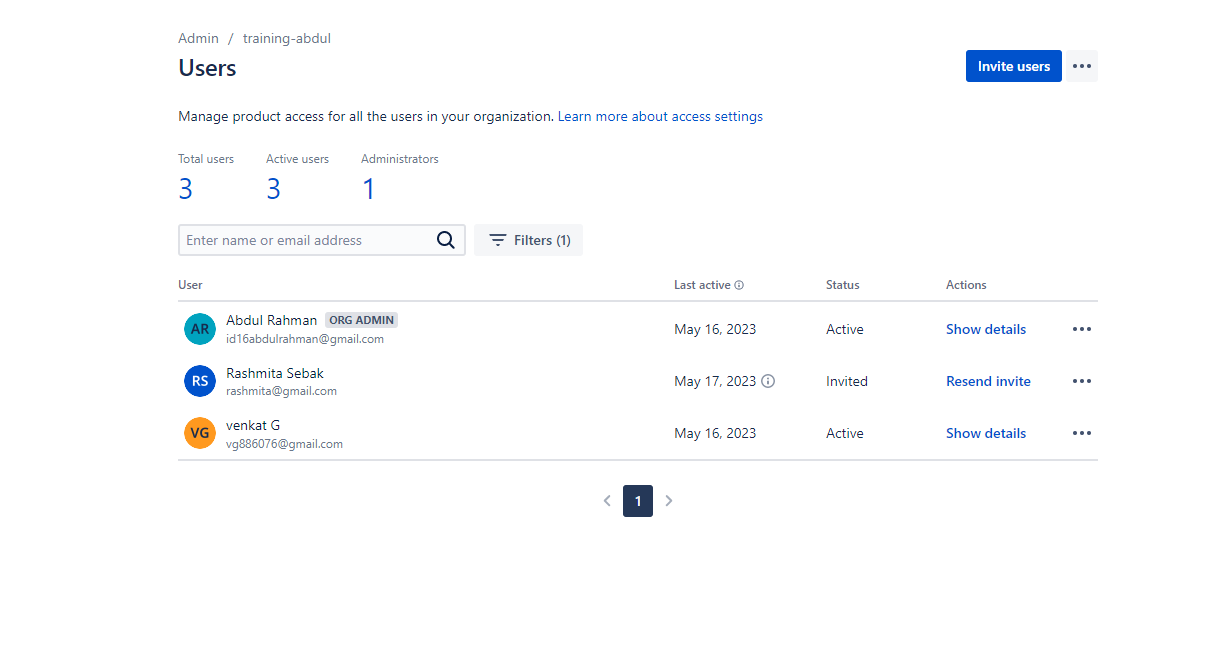 Admin / training-abdul
Users
Invite users
Manage product access for all the users in your organization. Learn more about access settings
Total users Active users Administrators
3 3 1
Enter name or email address Filters (1)
User Last active Status Actions
AR Abdul Rahman ORG ADMIN May 16, 2023 Active Show details
id16abdulrahman@gmail.com
RS Rashmita Sebak May 17, 2023 Invited Resend invite
rashmita@gmail.com
VG venkat G May 16, 2023 Active Show details
vg886076@gmail.com
1